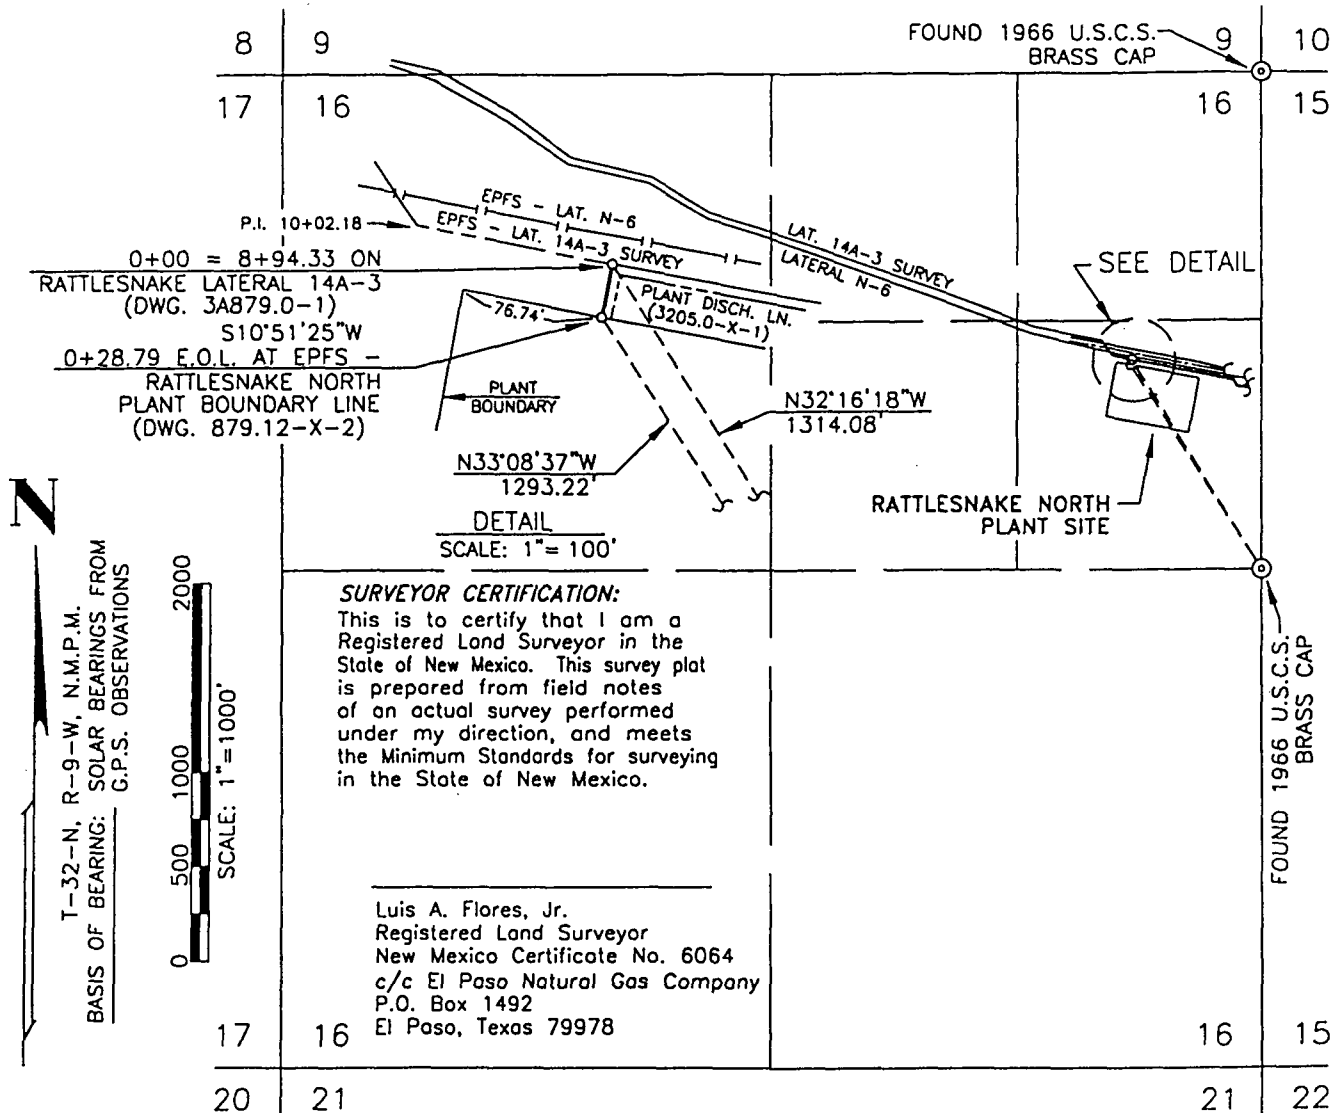 8 9
17 16
FOUND 1966 U.S.C.S.
BRASS CAP
9 10
16 15
EPFS - LAT. N-6
P.I. 10+02.18
EPFS - LAT. 14A-3 SURVEY
LAT. 14A-3 SURVEY
LATERAL N-6
SEE DETAIL
0+00 = 8+94.33 ON
RATTLESNAKE LATERAL 14A-3
(DWG. 3A879.0-1)
S10°51'25"W
0+28.79 E.O.L. AT EPFS -
RATTLESNAKE NORTH
PLANT BOUNDARY LINE
(DWG. 879.12-X-2)
76.74'
PLANT DISCH. LN.
(3205.0-X-1)
PLANT
BOUNDARY
N32°16'18"W
1314.08'
N33°08'37"W
1293.22'
DETAIL
SCALE: 1"= 100'
RATTLESNAKE NORTH
PLANT SITE
N
T-32-N, R-9-W, N.M.P.M.
BASIS OF BEARING: SOLAR BEARINGS FROM
G.P.S. OBSERVATIONS
0 500 1000 2000
SCALE: 1"=1000'
SURVEYOR CERTIFICATION:
This is to certify that I am a
Registered Land Surveyor in the
State of New Mexico. This survey plat
is prepared from field notes
of an actual survey performed
under my direction, and meets
the Minimum Standards for surveying
in the State of New Mexico.
FOUND 1966 U.S.C.S.
BRASS CAP
Luis A. Flores, Jr.
Registered Land Surveyor
New Mexico Certificate No. 6064
c/c El Paso Natural Gas Company
P.O. Box 1492
El Paso, Texas 79978
17 16
20 21
16 15
21 22